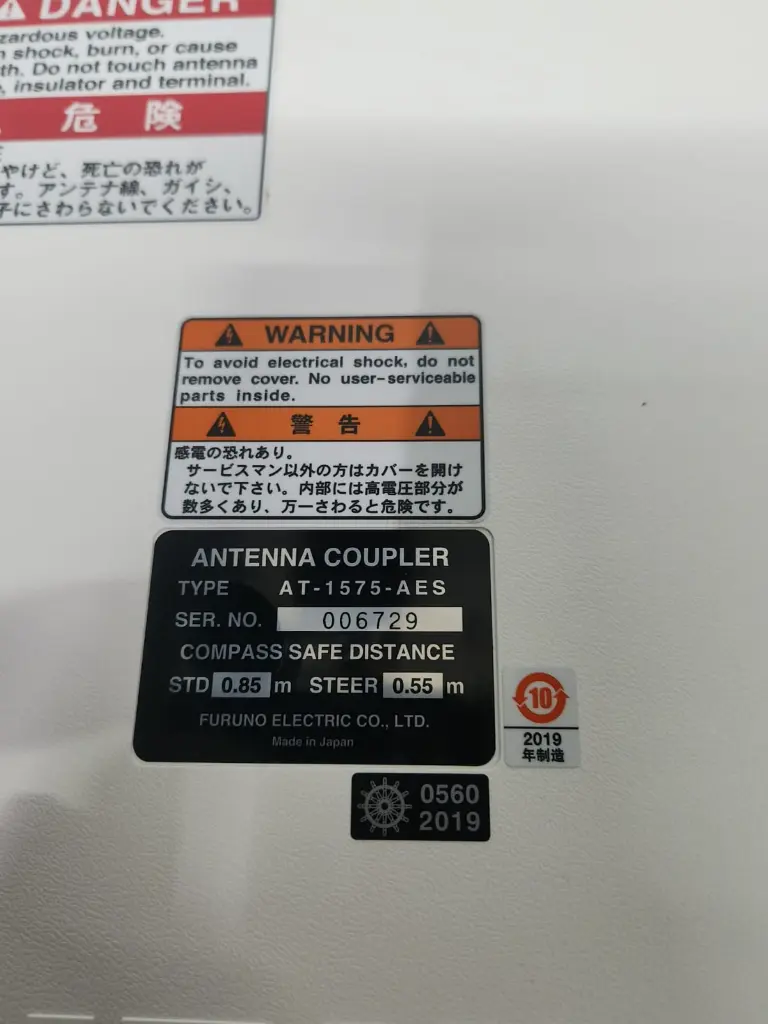 DANGER
zardous voltage.
shock, burn, or cause
th. Do not touch antenna
, insulator and terminal.
危険
やけど、死亡の恐れが
す。アンテナ線、ガイシ、
子にさわらないでください。
WARNING
To avoid electrical shock, do not
remove cover. No user-serviceable
parts inside.
警告
感電の恐れあり。
サービスマン以外の方はカバーを開け
ないで下さい。内部には高電圧部分が
数多くあり、万一さわると危険です。
ANTENNA COUPLER
TYPE AT-1575-AES
SER. NO. 006729
COMPASS SAFE DISTANCE
STD 0.85 m STEER 0.55 m
FURUNO ELECTRIC CO., LTD.
Made in Japan
10
2019
年制造
0560
2019